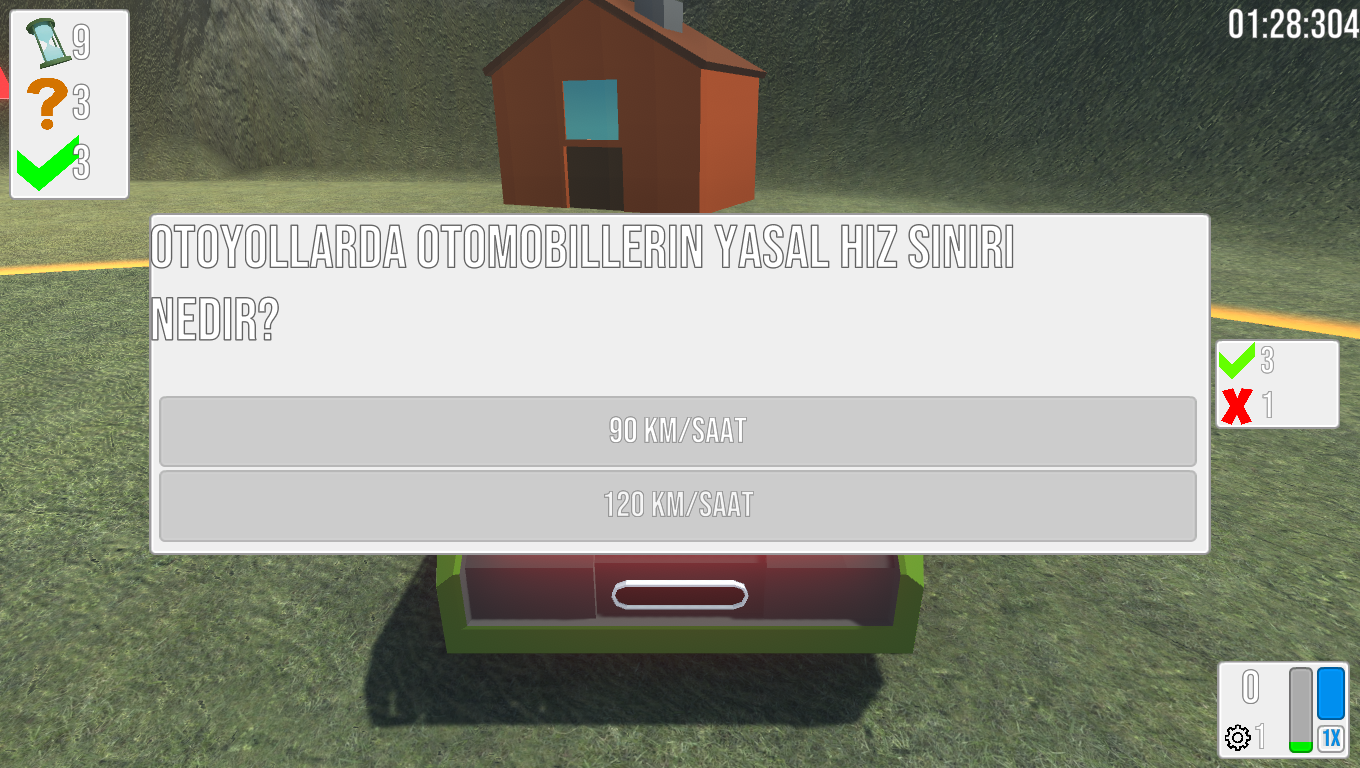 9
01:28:304
3
3
OTOYOLLARDA OTOMOBILLERIN YASAL HIZ SINIRI
NEDIR?
3
1
90 KM/SAAT
120 KM/SAAT
0
1
1X